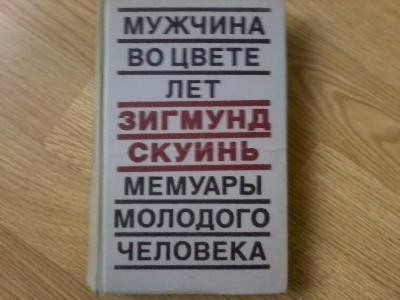 МУЖЧИНА
ВО ЦВЕТЕ
ЛЕТ
ЗИГМУНД
СКУИНЬ
МЕМУАРЫ
МОЛОДОГО
ЧЕЛОВЕКА